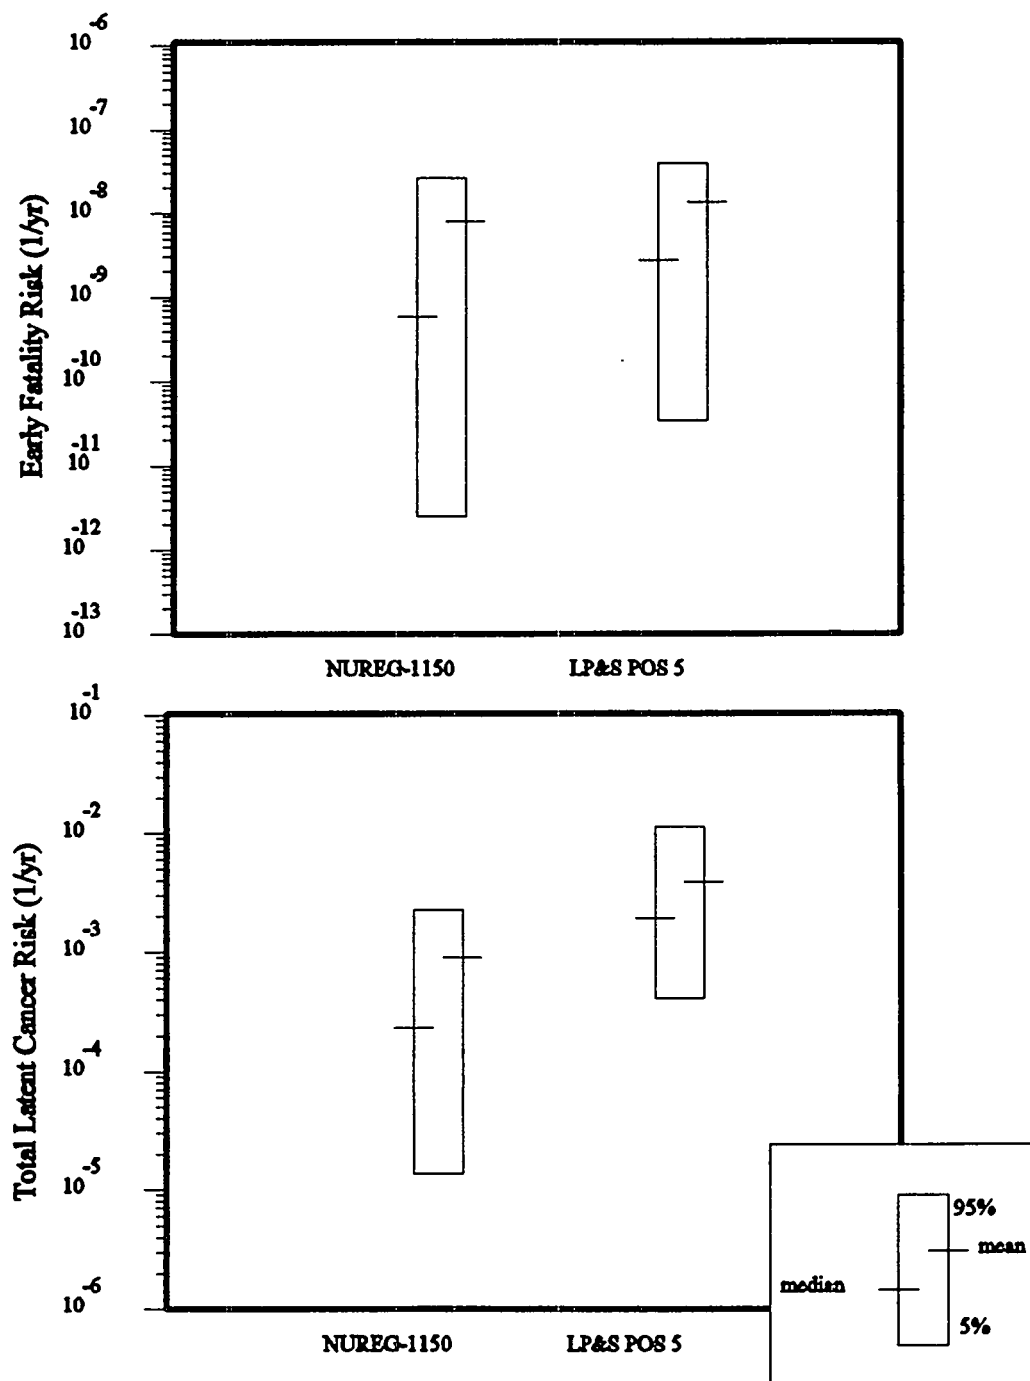 10^-6
10^-7
10^-8
10^-9
10^-10
10^-11
10^-12
10^-13
Early Fatality Risk (1/yr)
NUREG-1150 LP&S POS 5
10^-1
10^-2
10^-3
10^-4
10^-5
10^-6
Total Latent Cancer Risk (1/yr)
NUREG-1150 LP&S POS 5
95%
mean
median
5%